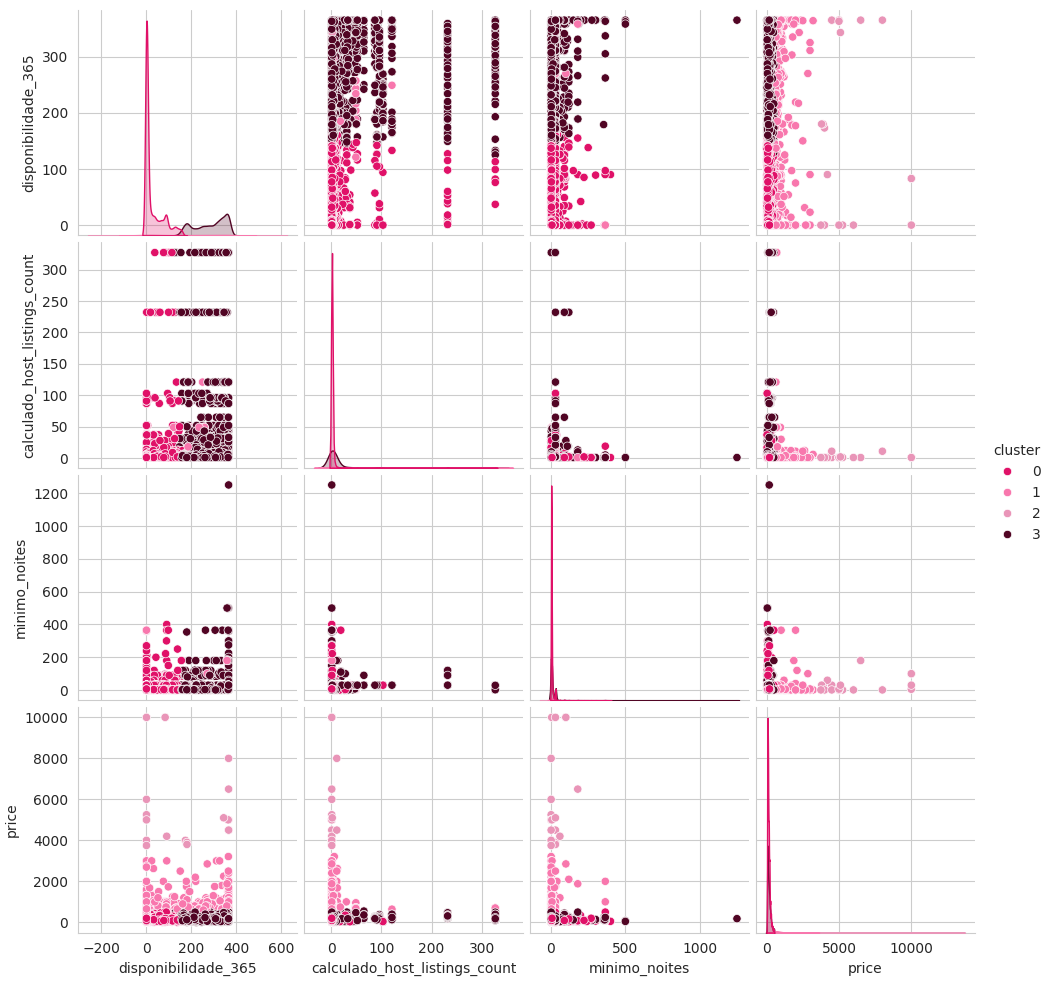 disponibilidade_365
300
200
100
0
calculado_host_listings_count
300
250
200
150
100
50
0
minimo_noites
1200
1000
800
600
400
200
0
price
10000
8000
6000
4000
2000
0
−200 0 200 400 600
disponibilidade_365
0 100 200 300
calculado_host_listings_count
0 500 1000
minimo_noites
0 5000 10000
price
cluster
0
1
2
3